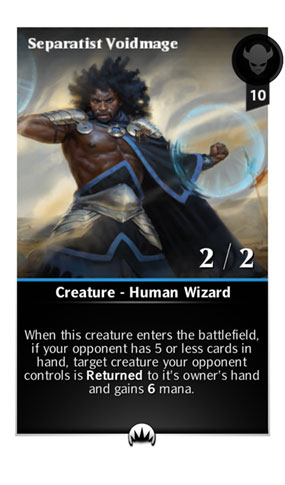 Separatist Voidmage
10
2 / 2
Creature - Human Wizard
When this creature enters the battlefield,
if your opponent has 5 or less cards in
hand, target creature your opponent
controls is Returned to it's owner's hand
and gains 6 mana.